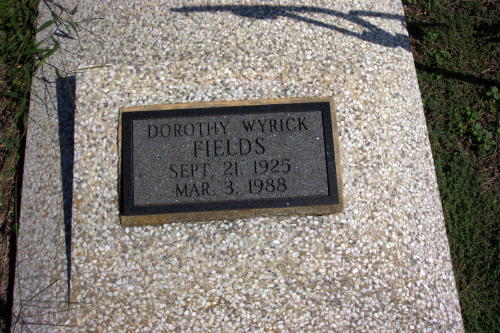 DOROTHY WYRICK
FIELDS
SEPT. 21, 1925
MAR. 3, 1988